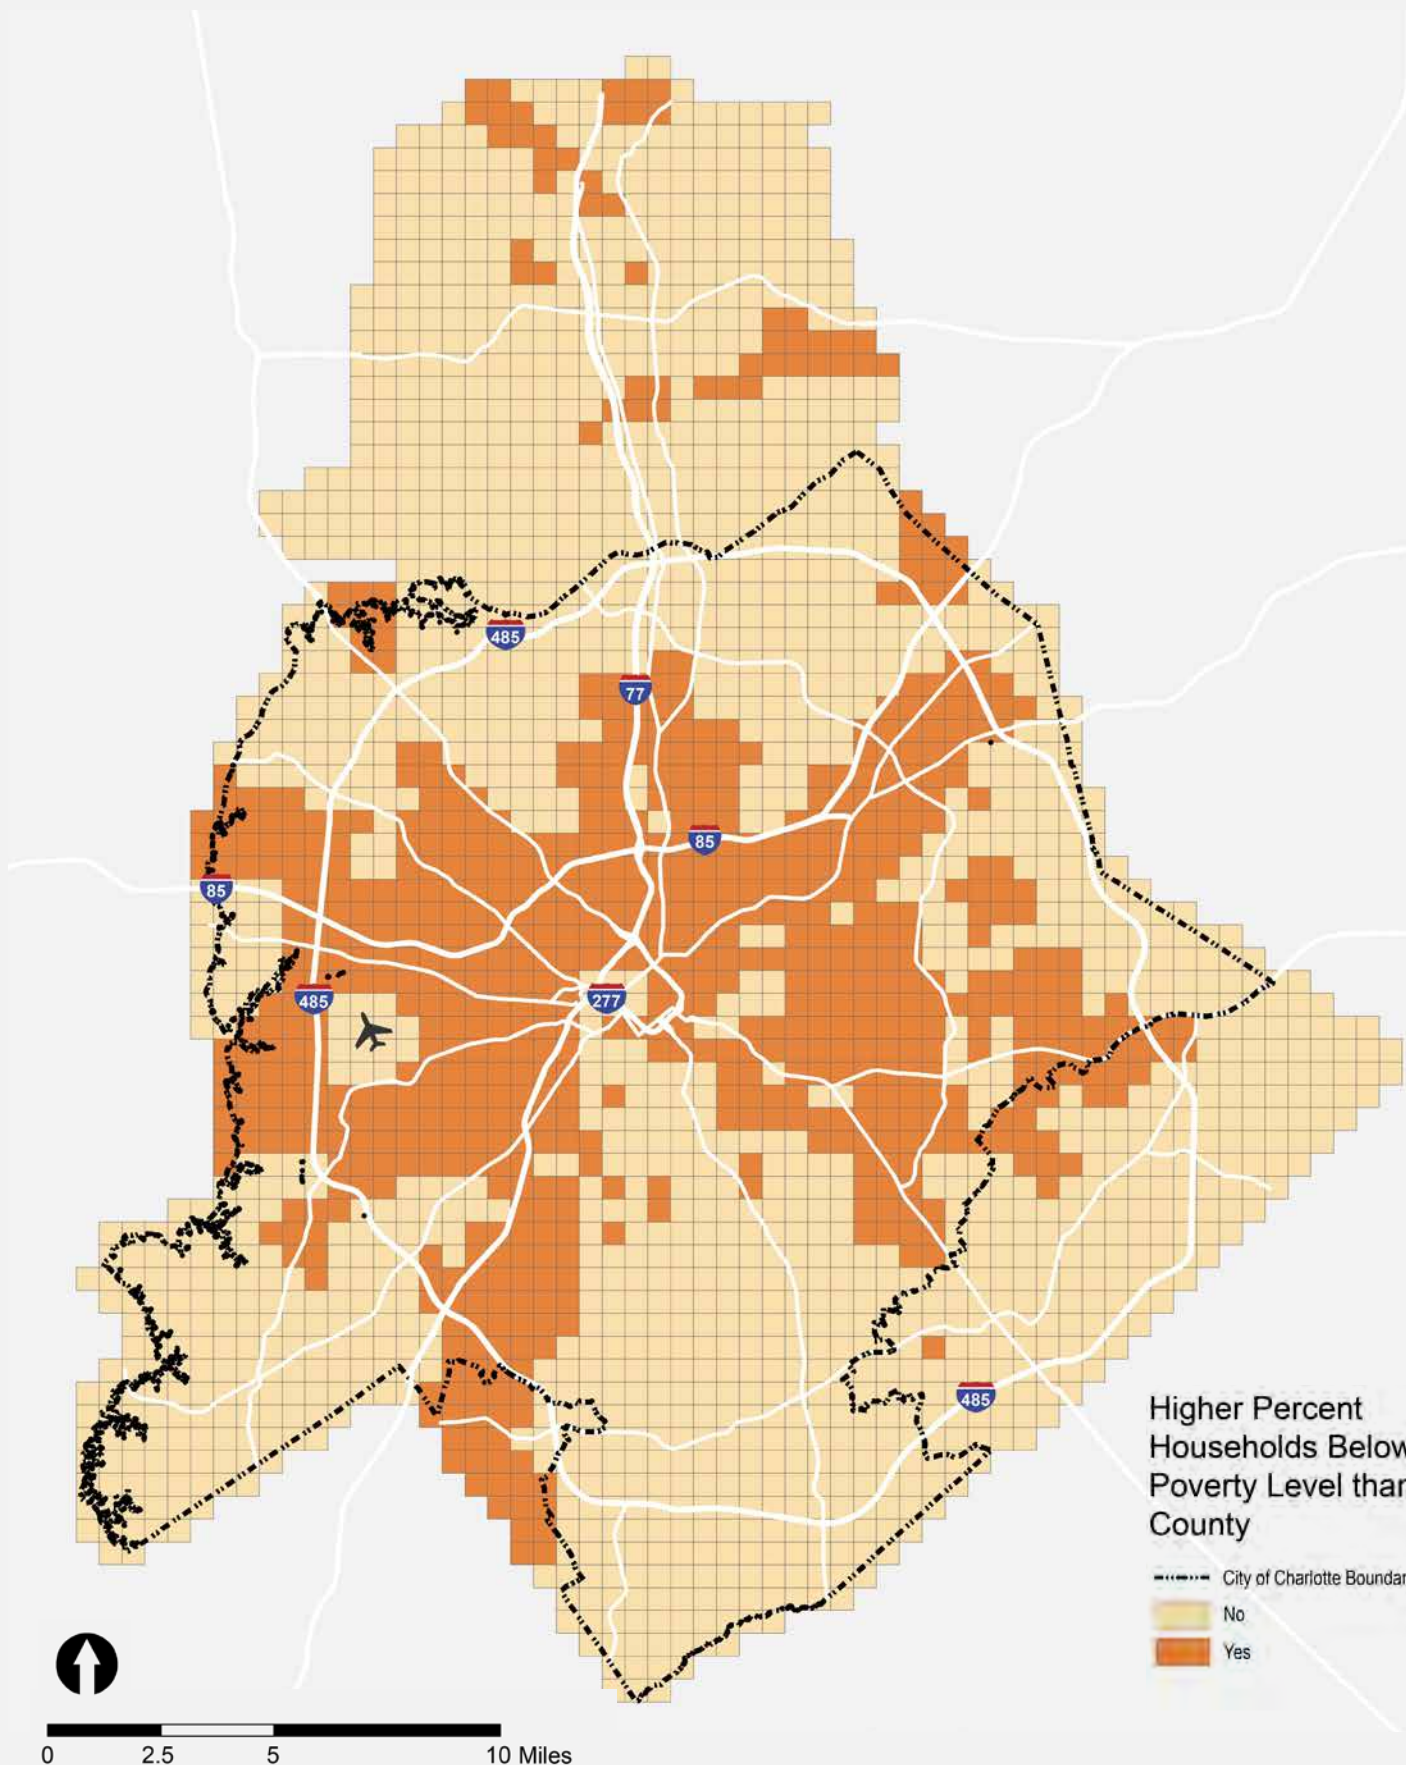 485
77
85
85
485
277
485
Higher Percent
Households Below
Poverty Level than
County
City of Charlotte Boundar
No
Yes
0 2.5 5 10 Miles